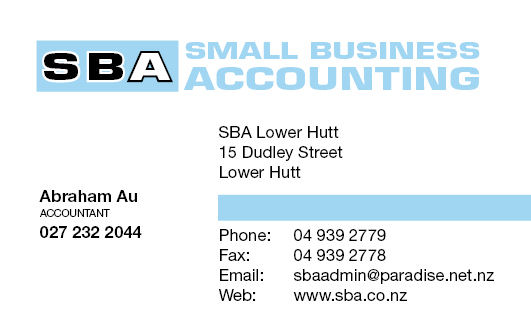 SBA SMALL BUSINESS
ACCOUNTING
SBA Lower Hutt
15 Dudley Street
Lower Hutt
Abraham Au
ACCOUNTANT
027 232 2044
Phone: 04 939 2779
Fax: 04 939 2778
Email: sbaadmin@paradise.net.nz
Web: www.sba.co.nz